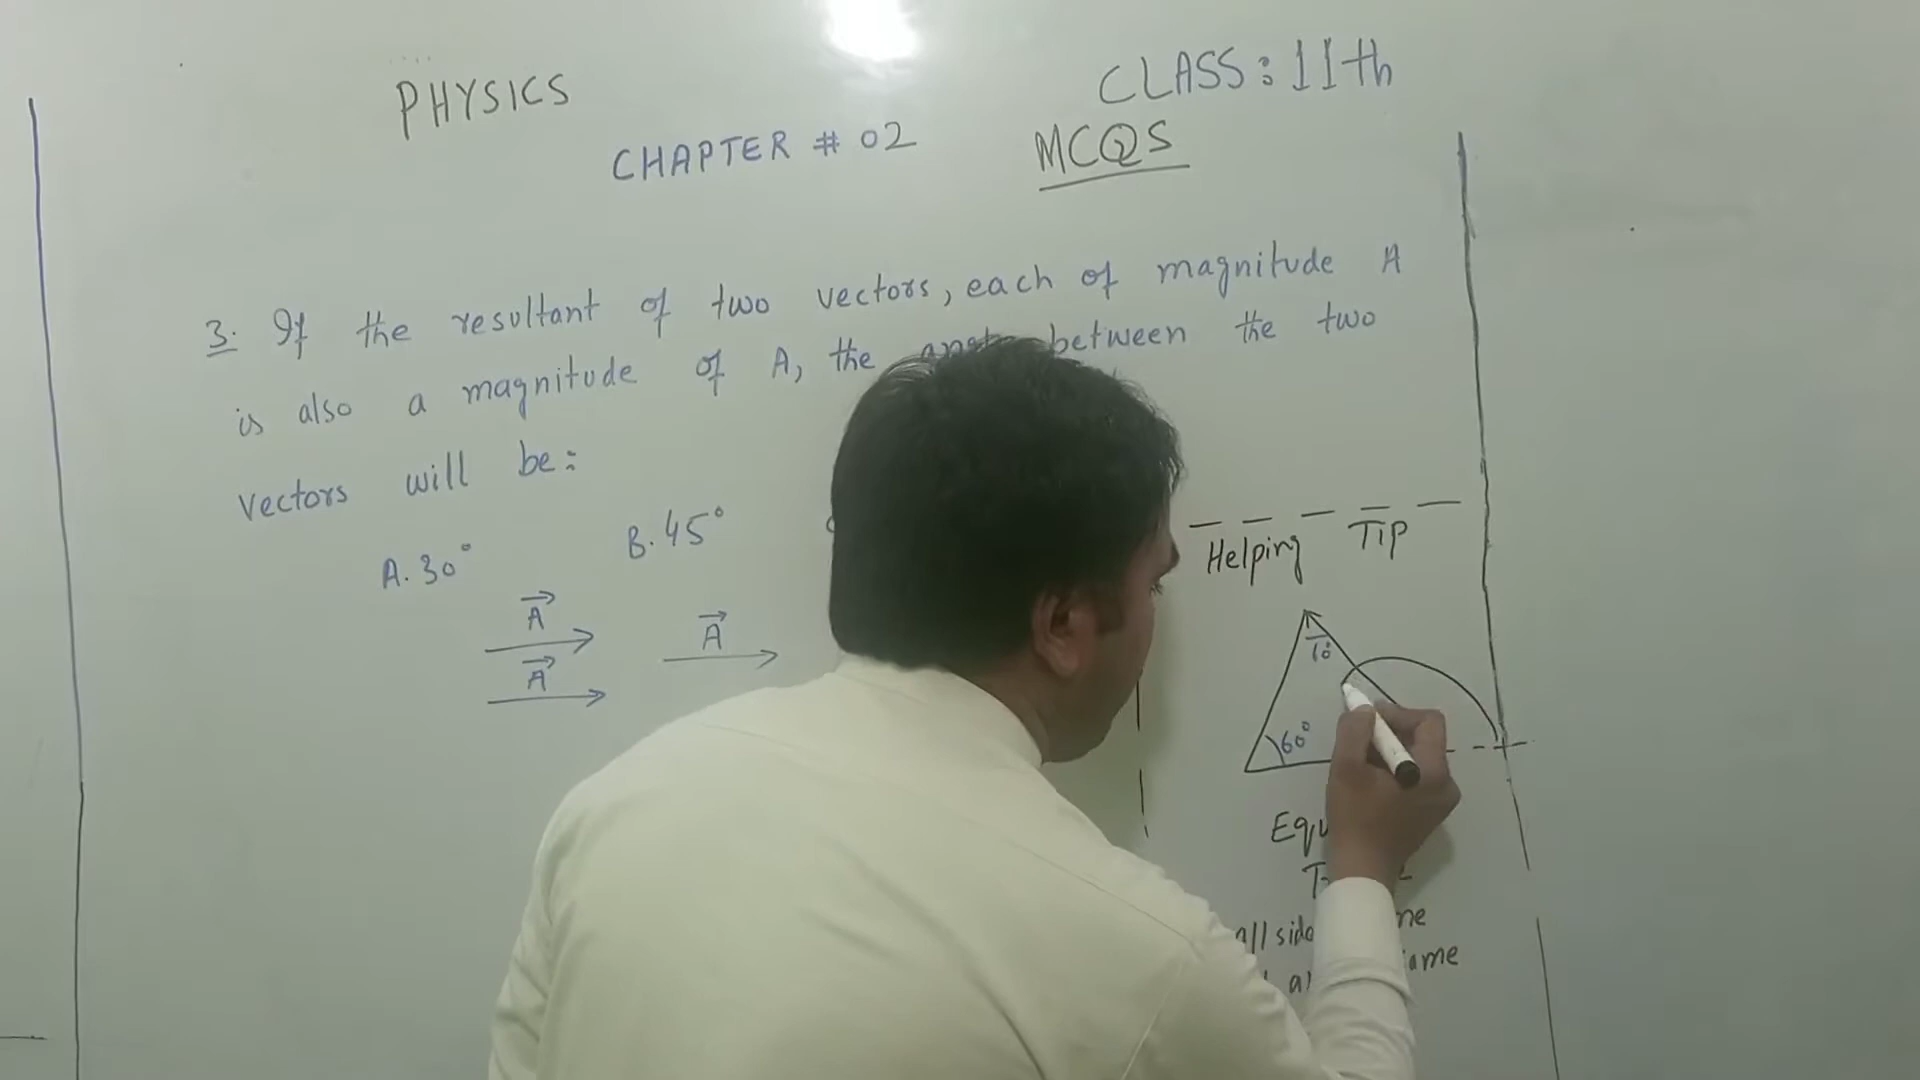 PHYSICS
CLASS: 11th
CHAPTER # 02
MCQS
3. If the resultant of two vectors, each of magnitude A
is also a magnitude of A, the between the two
vectors will be:
A. 30°
B. 45°
Helping Tip
A
A
A
60°
all